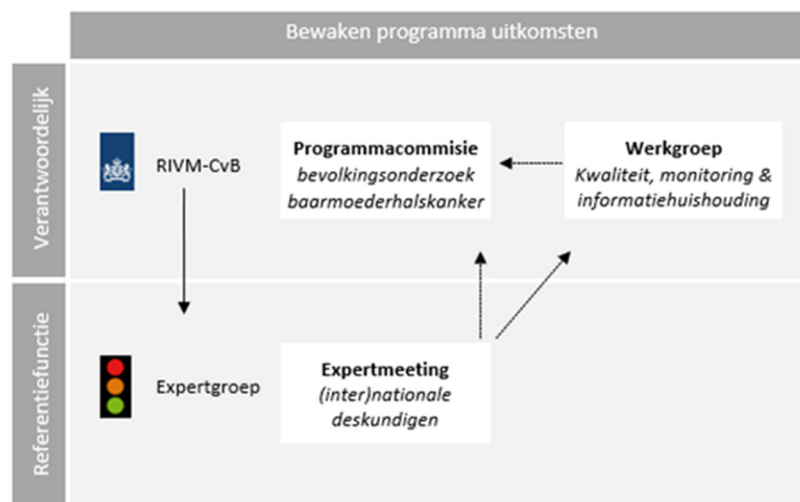 Bewaken programma uitkomsten
Verantwoordelijk
RIVM-CvB
Programmacommisie
bevolkingsonderzoek
baarmoederhalskanker
Werkgroep
Kwaliteit, monitoring &
informatiehuishouding
Referentiefunctie
Expertgroep
Expertmeeting
(inter)nationale
deskundigen